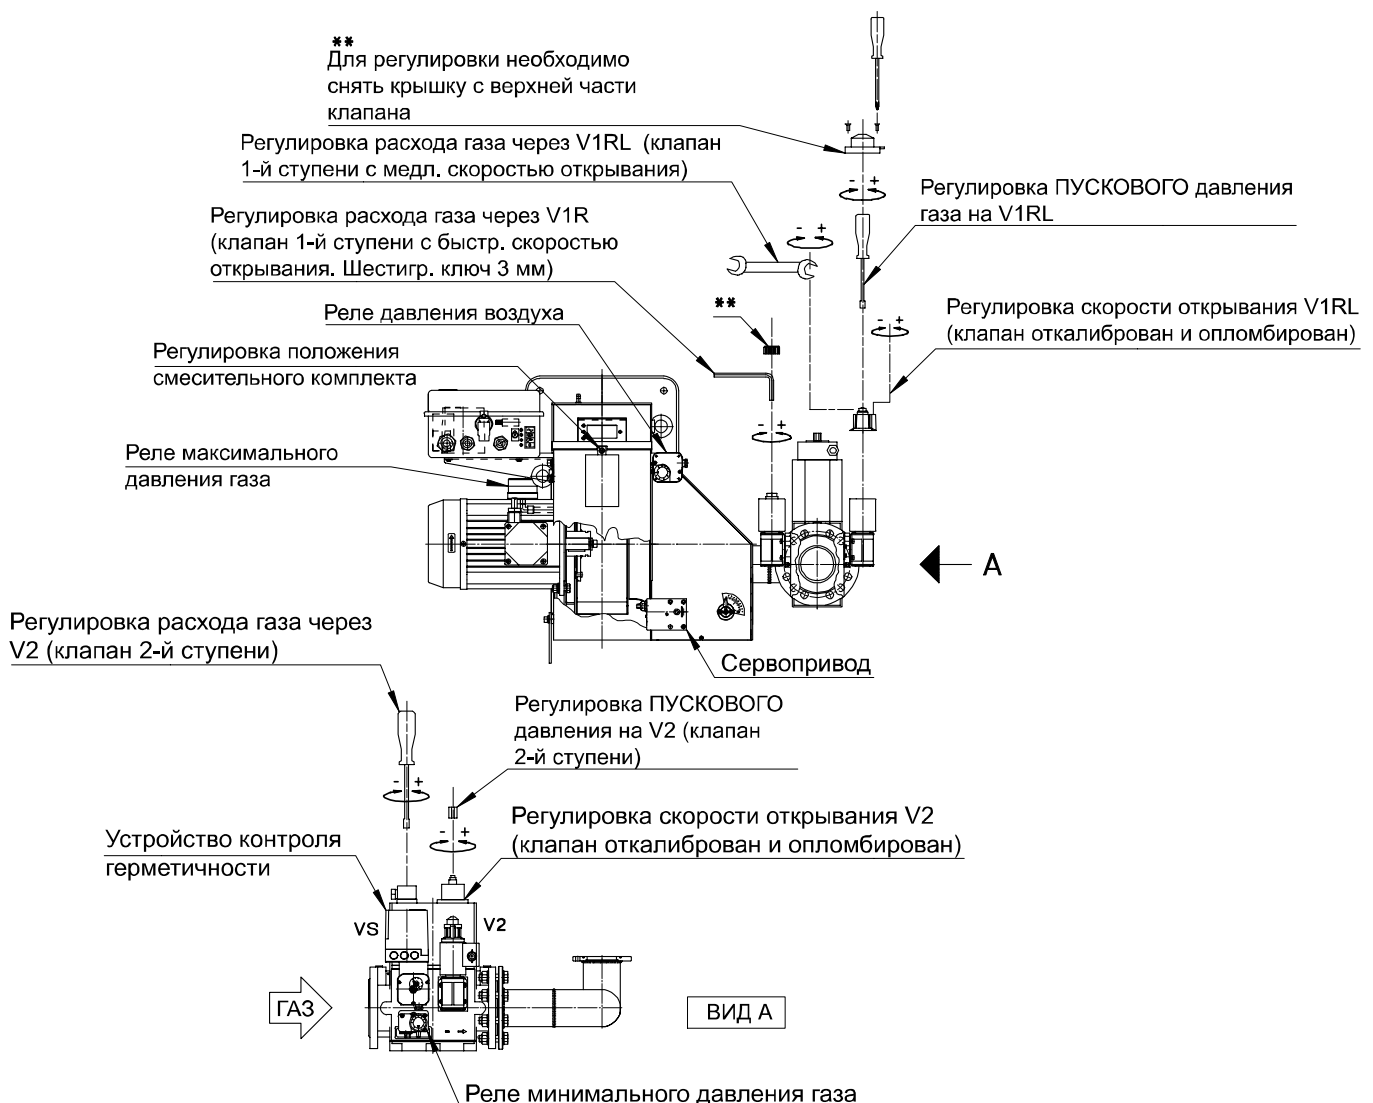 **
Для регулировки необходимо
снять крышку с верхней части
клапана
Регулировка расхода газа через V1RL (клапан
1-й ступени с медл. скоростью открывания)
- +
Регулировка ПУСКОВОГО давления
газа на V1RL
Регулировка расхода газа через V1R
(клапан 1-й ступени с быстр. скоростью
открывания. Шестигр. ключ 3 мм)
- +
**
Регулировка скорости открывания V1RL
(клапан откалиброван и опломбирован)
- +
Реле давления воздуха
Регулировка положения
смесительного комплекта
- +
Реле максимального
давления газа
A
Сервопривод
Регулировка расхода газа через
V2 (клапан 2-й ступени)
Регулировка ПУСКОВОГО
давления на V2 (клапан
2-й ступени)
- +
Регулировка скорости открывания V2
(клапан откалиброван и опломбирован)
- +
Устройство контроля
герметичности
VS
V2
ГАЗ
ВИД А
Реле минимального давления газа